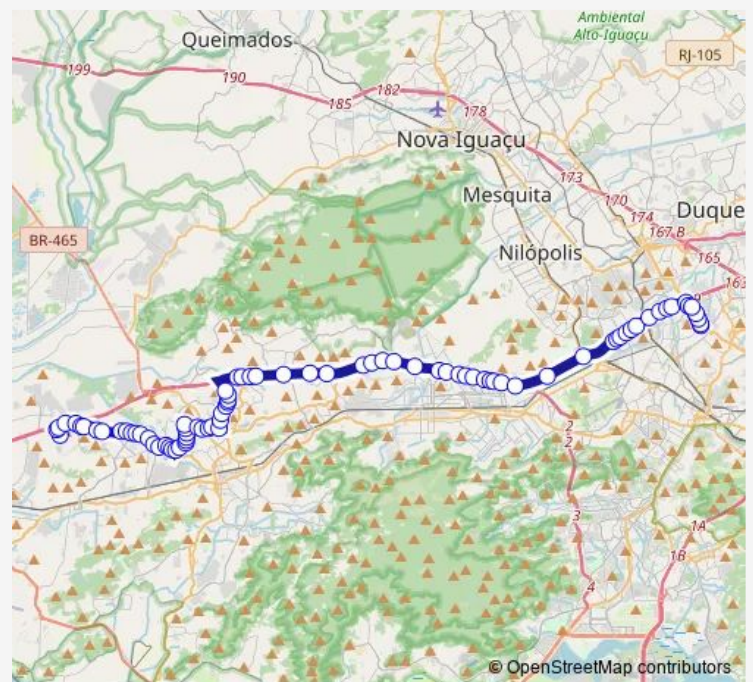 Ambiental
Alto-Iguaçu
Queimados
RJ-105
199
190
182
185
178
Nova Iguaçu
173
Mesquita
170
174
Duque
167 B
BR-465
Nilópolis
165
163
2
2
1A
3
1B
4
© OpenStreetMap contributors